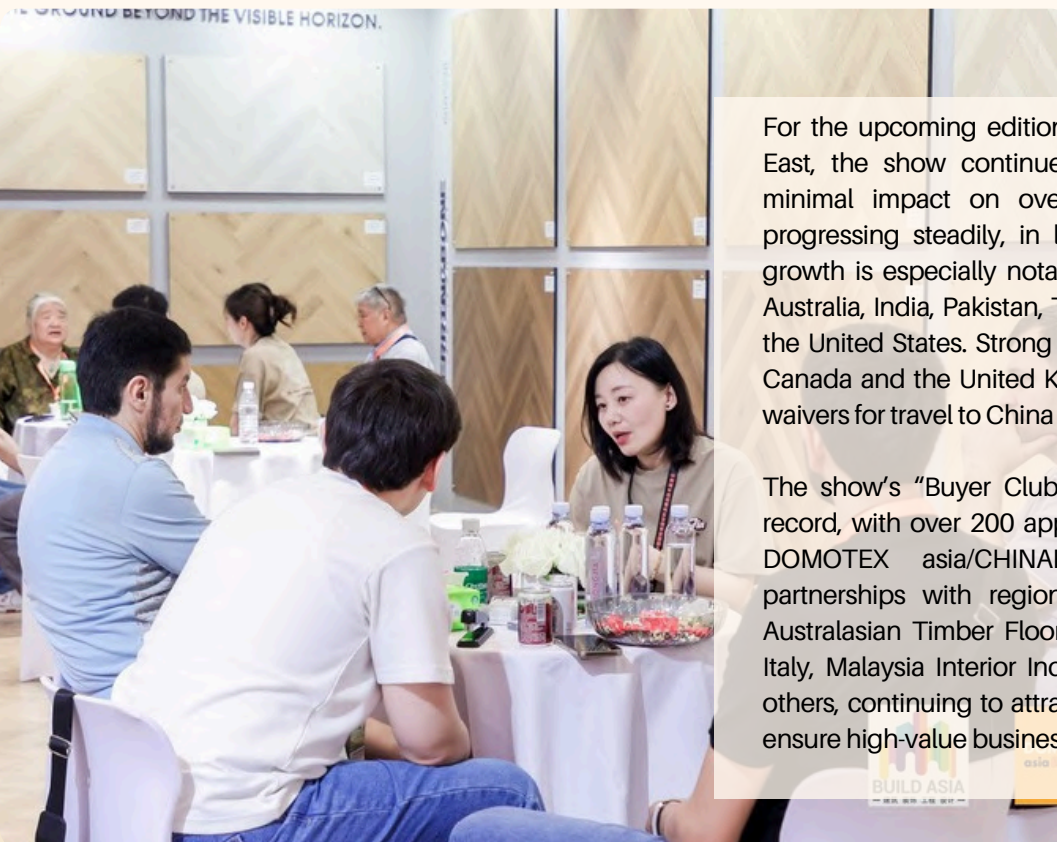 GROUND BEYOND THE VISIBLE HORIZON.
For the upcoming edition
East, the show continue
minimal impact on ove
progressing steadily, in l
growth is especially nota
Australia, India, Pakistan, T
the United States. Strong
Canada and the United K
waivers for travel to China
The show's “Buyer Club
record, with over 200 app
DOMOTEX asia/CHINA
partnerships with region
Australasian Timber Floor
Italy, Malaysia Interior Ind
others, continuing to attra
ensure high-value busines
BUILD ASIA
asia